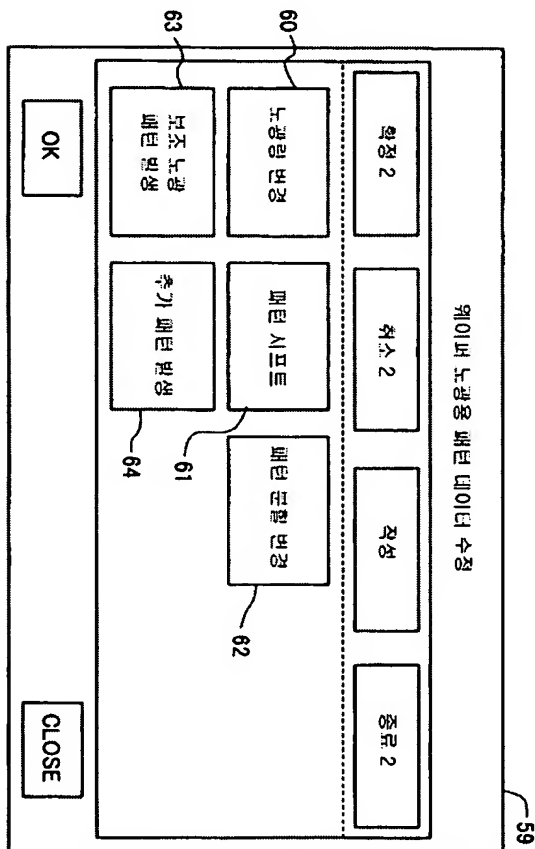 59
웨이퍼 노광용 패턴 데이터 수정
확정 2
취소 2
작성
종료 2
60
노광량 변경
패턴 시프트
61
패턴 분할 변경
62
63
보조 노광
패턴 발생
추가 패턴 발생
64
OK
CLOSE